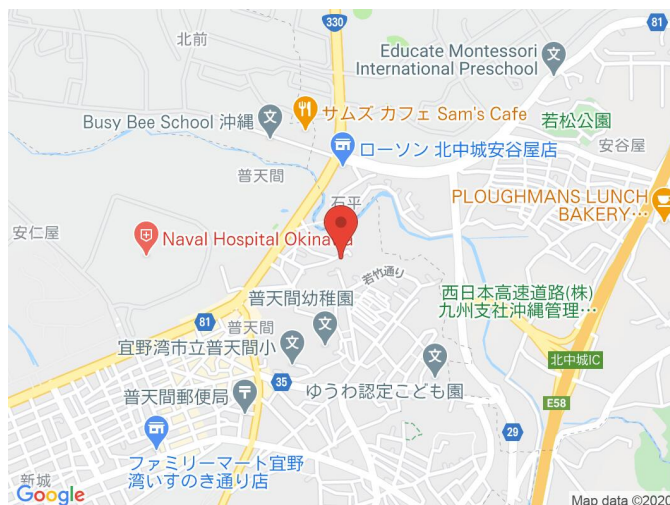 330
北前
81
Educate Montessori
International Preschool
サムズ カフェ Sam's Cafe
Busy Bee School 沖縄
若松公園
ローソン 北中城安谷屋店
安谷屋
普天間
石平
PLOUGHMANS LUNCH
BAKERY…
安仁屋
Naval Hospital Okinawa
若竹通り
西日本高速道路(株)
九州支社沖縄管理…
普天間幼稚園
81
普天間
宜野湾市立普天間小
北中城IC
35
ゆうわ認定こども園
普天間郵便局
E58
29
ファミリーマート宜野
湾いすのき通り店
新城
Google
Map data ©2020